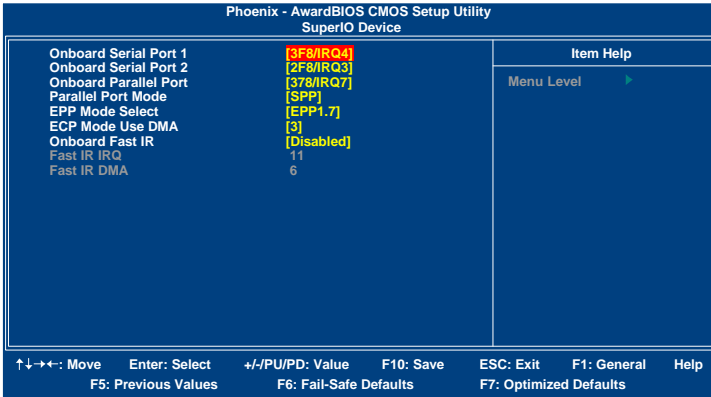 Phoenix - AwardBIOS CMOS Setup Utility
SuperIO Device
Onboard Serial Port 1 [3F8/IRQ4]
Onboard Serial Port 2 [2F8/IRQ3]
Onboard Parallel Port [378/IRQ7]
Parallel Port Mode [SPP]
EPP Mode Select [EPP1.7]
ECP Mode Use DMA [3]
Onboard Fast IR [Disabled]
Fast IR IRQ 11
Fast IR DMA 6
Item Help
Menu Level ▶
↑↓→←: Move Enter: Select +/-/PU/PD: Value F10: Save ESC: Exit F1: General Help
F5: Previous Values F6: Fail-Safe Defaults F7: Optimized Defaults